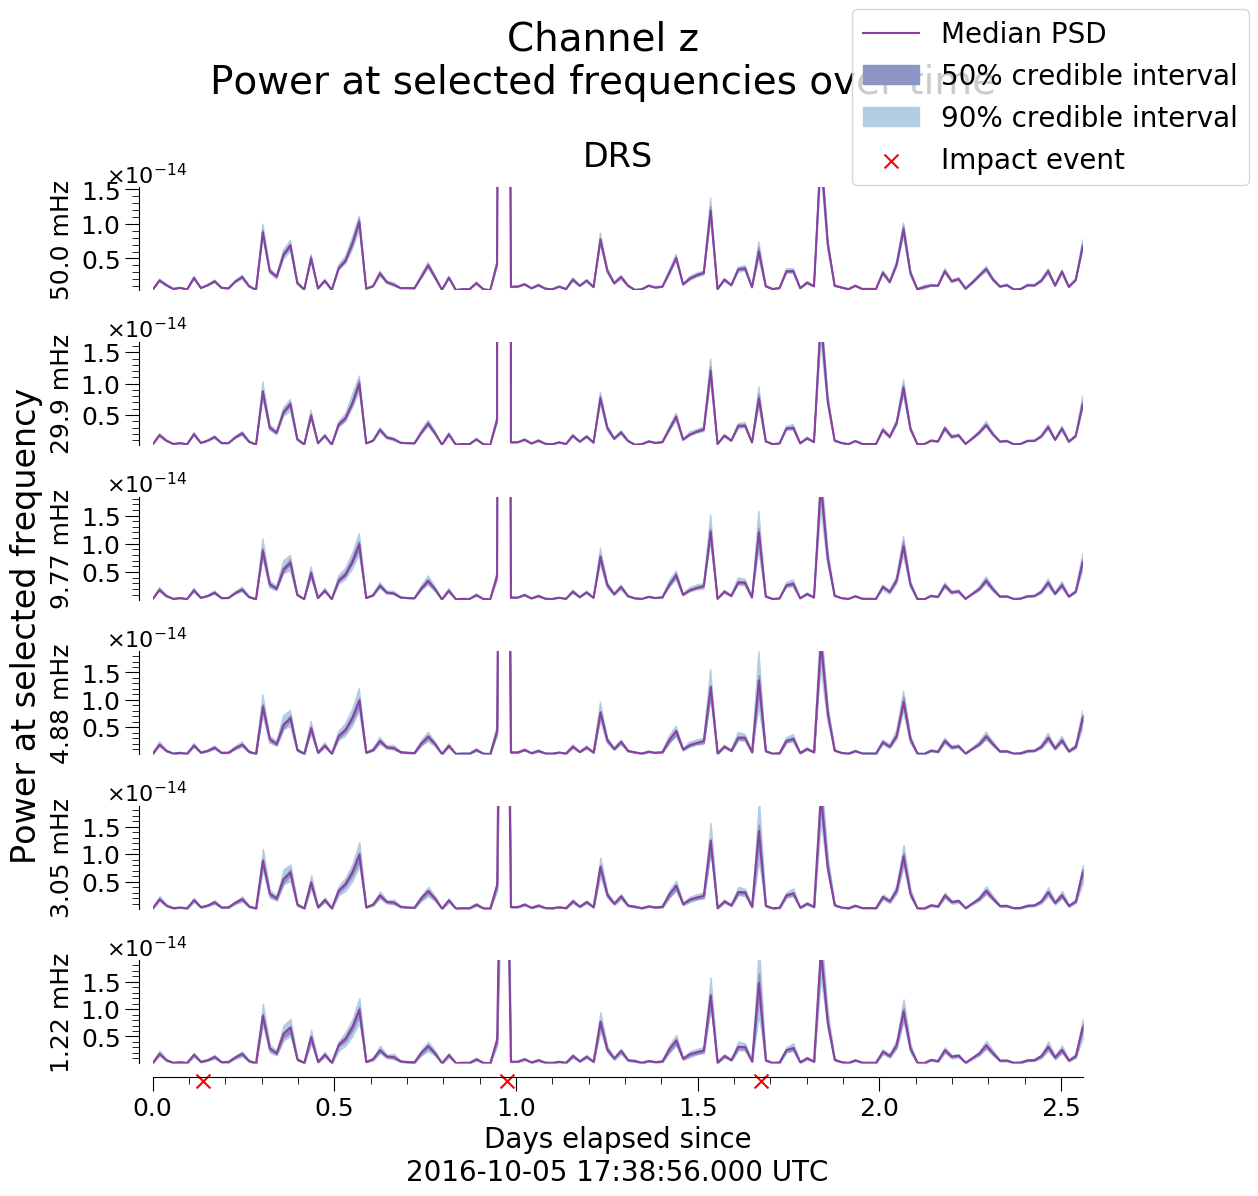 Channel z
Power at selected frequencies over time
Median PSD
50% credible interval
90% credible interval
Impact event
DRS
Power at selected frequency
×10⁻¹⁴
1.5
1.0
0.5
50.0 mHz
×10⁻¹⁴
1.5
1.0
0.5
29.9 mHz
×10⁻¹⁴
1.5
1.0
0.5
9.77 mHz
×10⁻¹⁴
1.5
1.0
0.5
4.88 mHz
×10⁻¹⁴
1.5
1.0
0.5
3.05 mHz
×10⁻¹⁴
1.5
1.0
0.5
1.22 mHz
0.0 0.5 1.0 1.5 2.0 2.5
Days elapsed since
2016-10-05 17:38:56.000 UTC